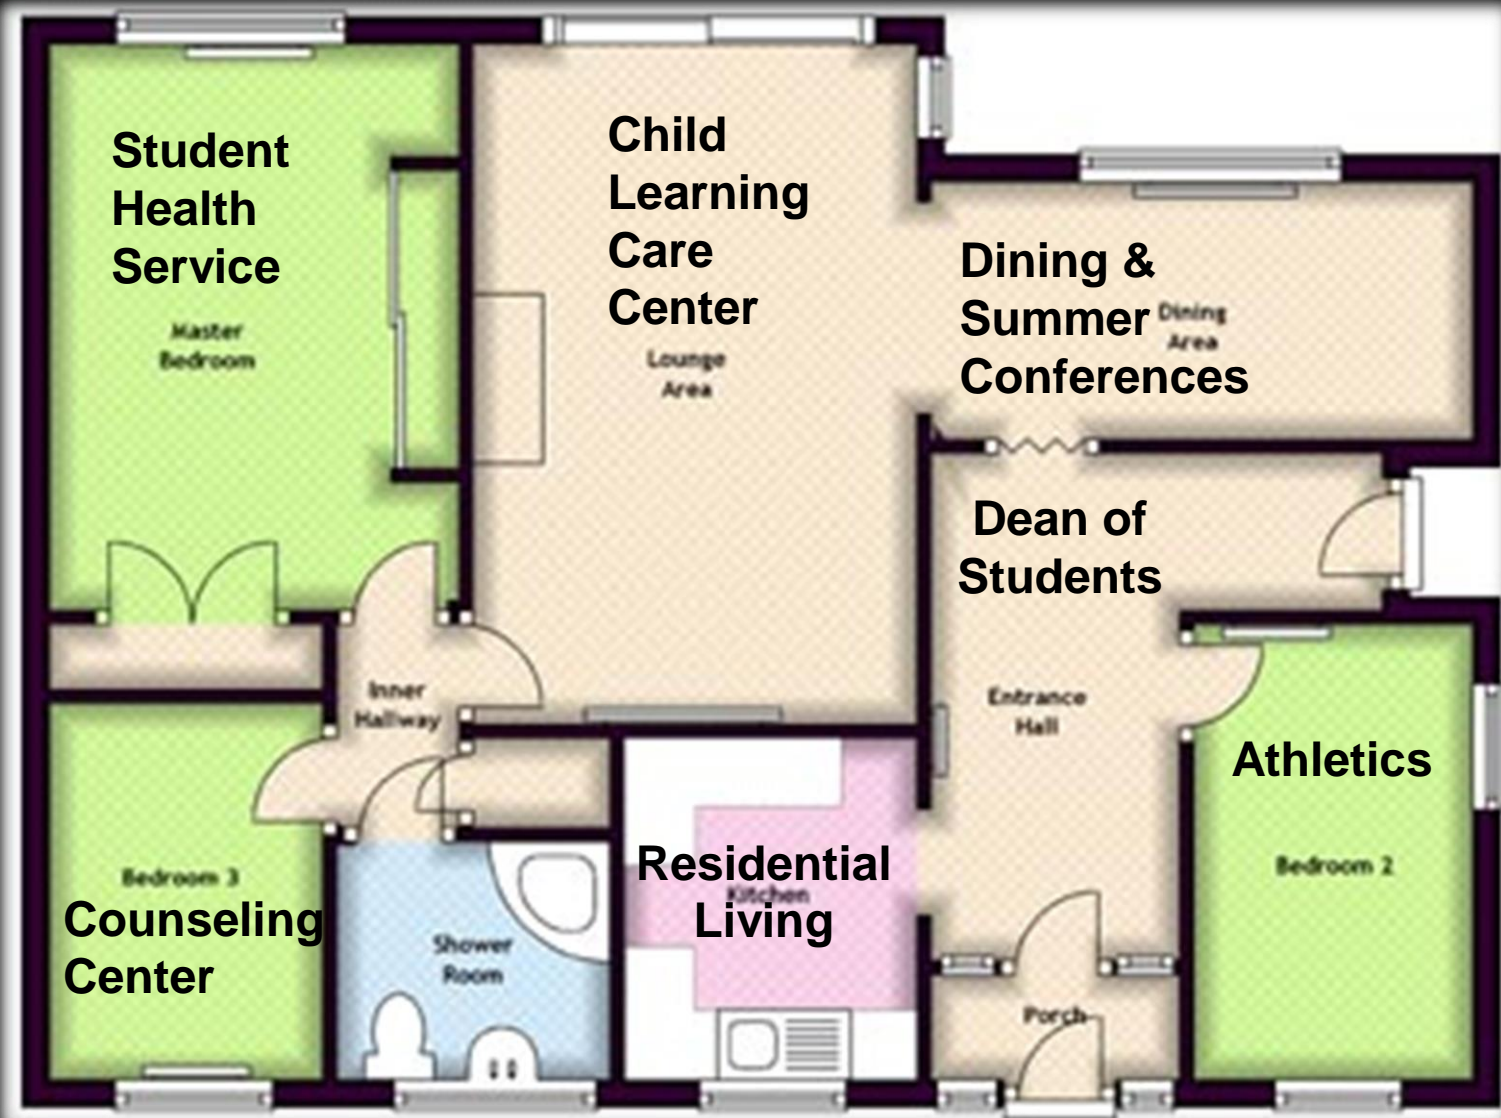 Student
Health
Service
Master
Bedroom
Child
Learning
Care
Center
Lounge
Area
Dining &
Summer
Conferences
Dining
Area
Dean of
Students
Inner
Hallway
Entrance
Hall
Athletics
Bedroom 2
Bedroom 3
Counseling
Center
Shower
Room
Residential
Kitchen
Living
Porch